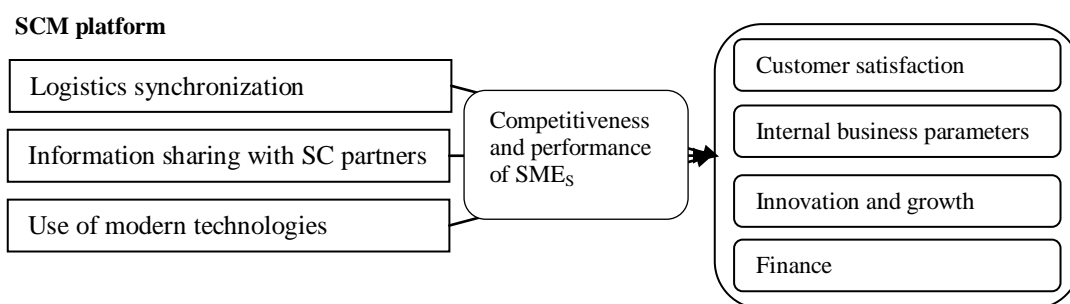 SCM platform
Logistics synchronization
Information sharing with SC partners
Use of modern technologies
Competitiveness
and performance
of SMEs
Customer satisfaction
Internal business parameters
Innovation and growth
Finance